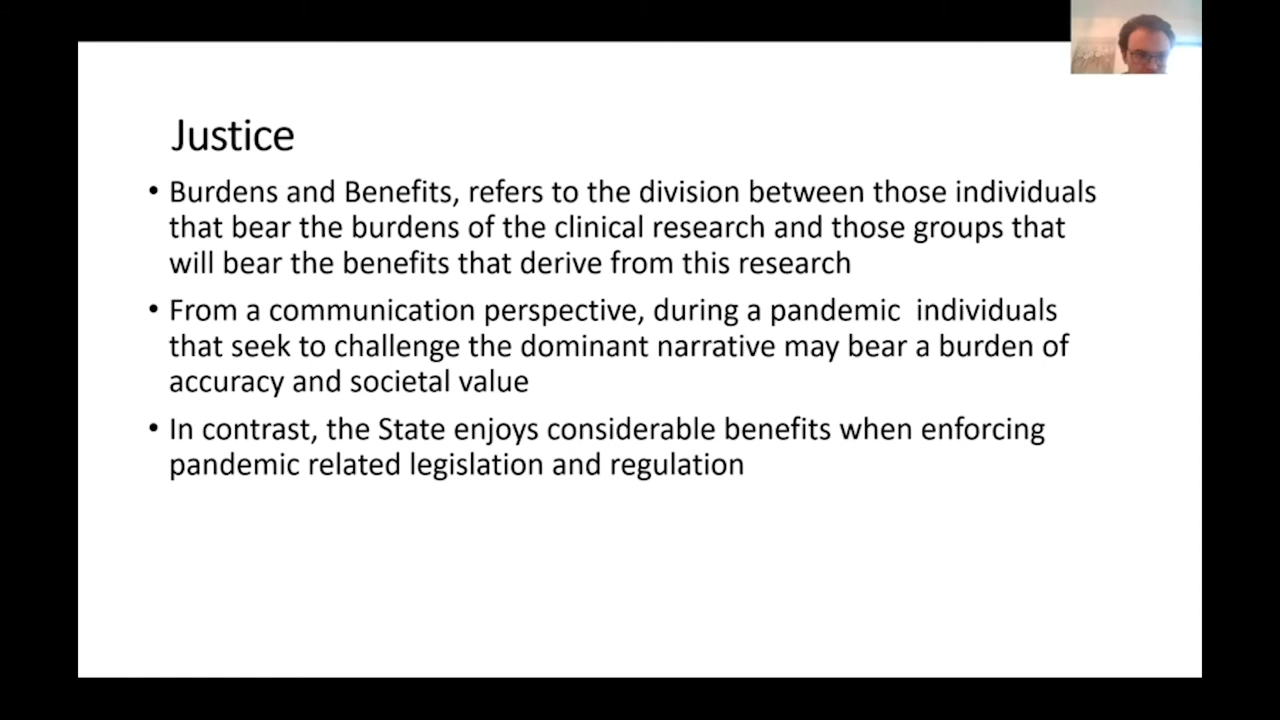 Justice
• Burdens and Benefits, refers to the division between those individuals
that bear the burdens of the clinical research and those groups that
will bear the benefits that derive from this research
• From a communication perspective, during a pandemic  individuals
that seek to challenge the dominant narrative may bear a burden of
accuracy and societal value
• In contrast, the State enjoys considerable benefits when enforcing
pandemic related legislation and regulation